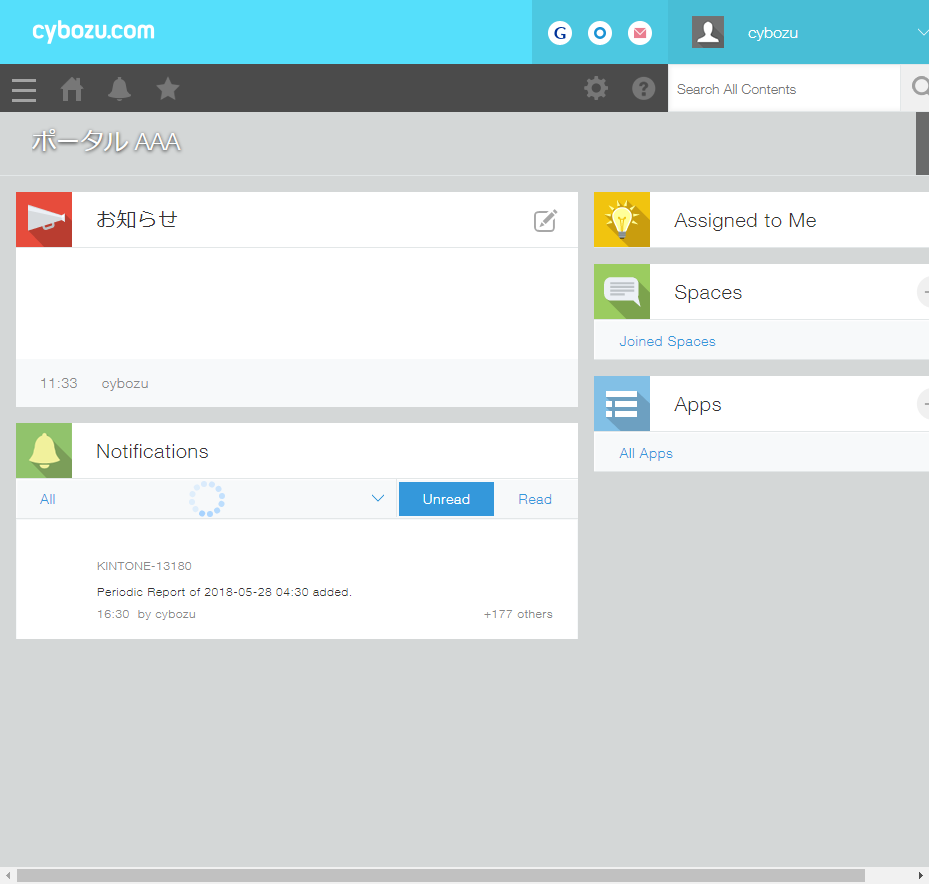 cybozu.com
G
cybozu
?
Search All Contents
ポータル AAA
お知らせ
11:33 cybozu
Notifications
All
Unread
Read
KINTONE-13180
Periodic Report of 2018-05-28 04:30 added.
16:30 by cybozu
+177 others
Assigned to Me
Spaces
Joined Spaces
Apps
All Apps